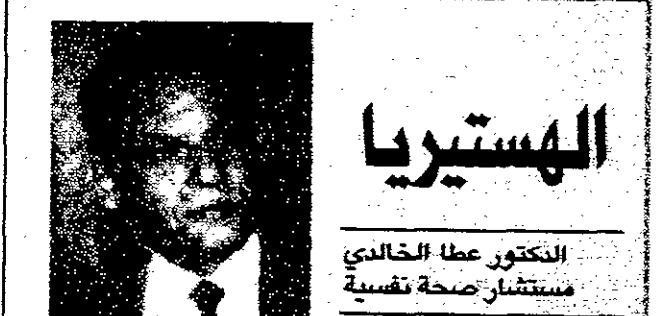 الهستيريا
الدكتور عطا الخالدي
مستشار صحة نفسية